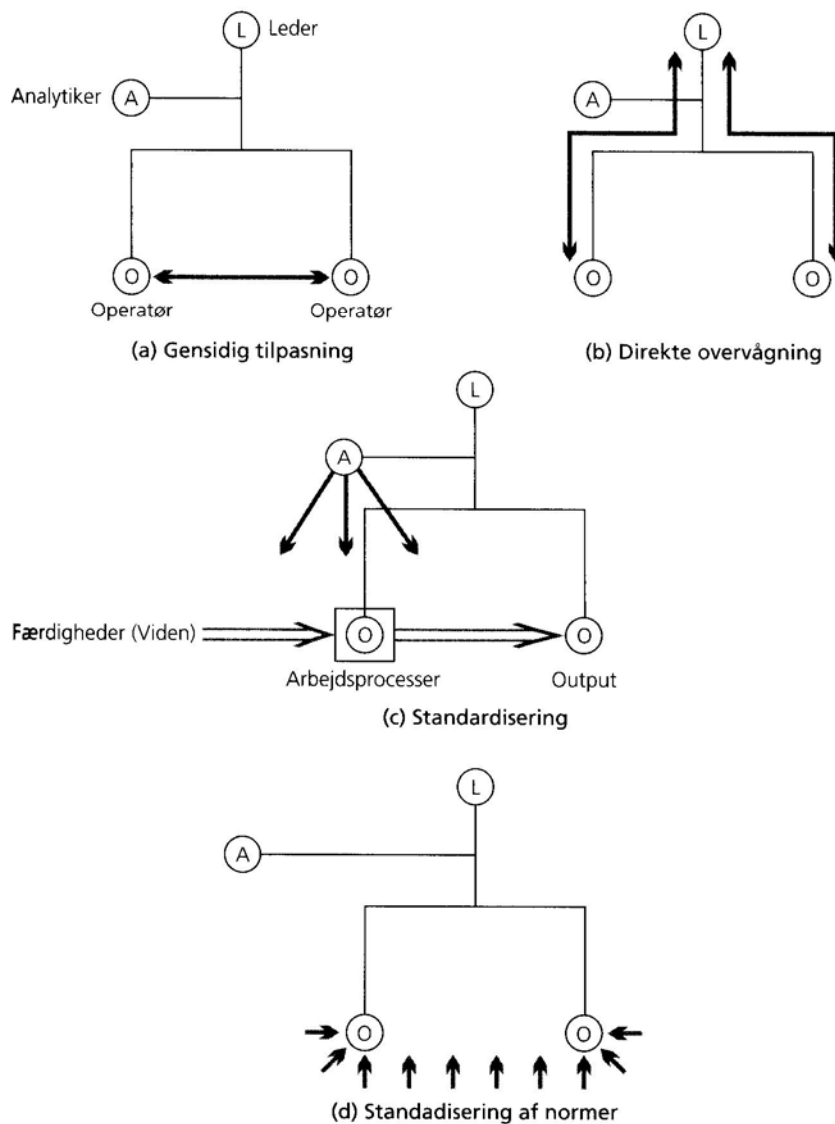 L Leder
Analytiker A
O O
Operatør Operatør
(a) Gensidig tilpasning
L
A
O O
(b) Direkte overvågning
L
A
Færdigheder (Viden) O O
Arbejdsprocesser Output
(c) Standardisering
L
A
O O
(d) Standadisering af normer